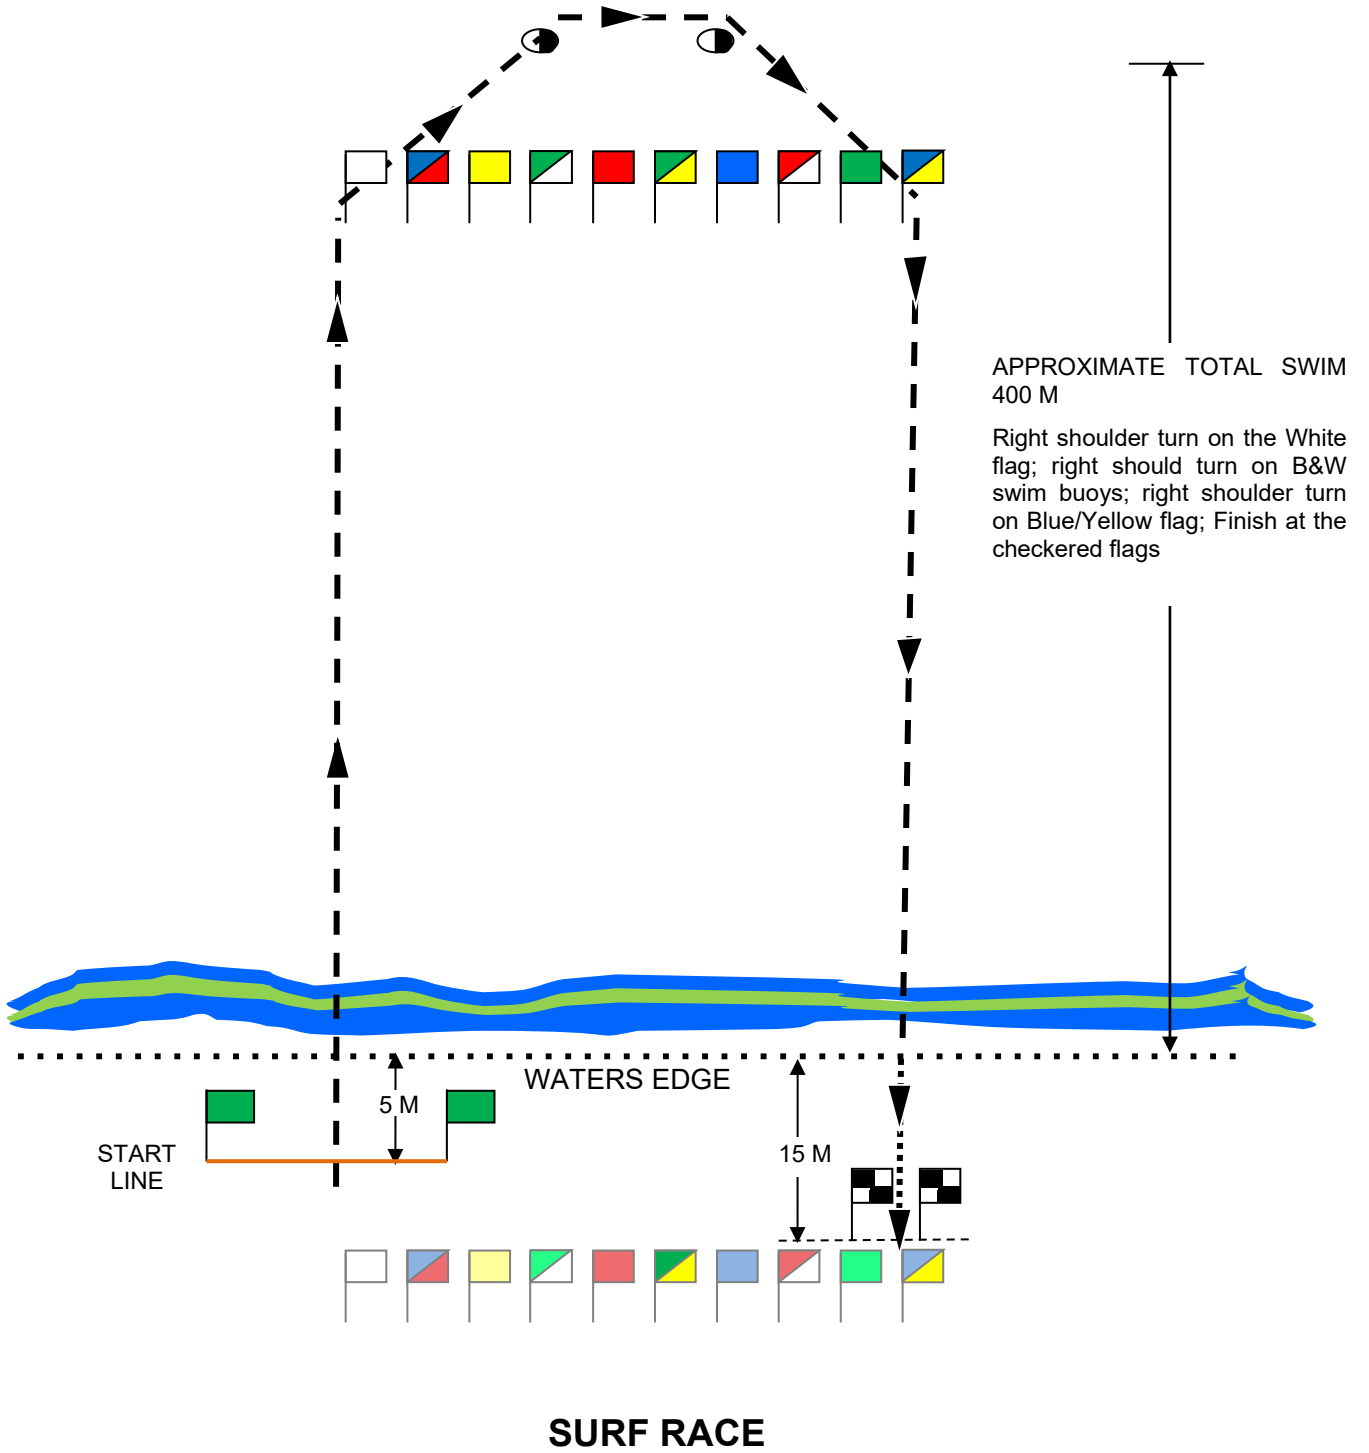 APPROXIMATE TOTAL SWIM
400 M
Right shoulder turn on the White
flag; right should turn on B&W
swim buoys; right shoulder turn
on Blue/Yellow flag; Finish at the
checkered flags
WATERS EDGE
5 M
START
LINE
15 M
SURF RACE